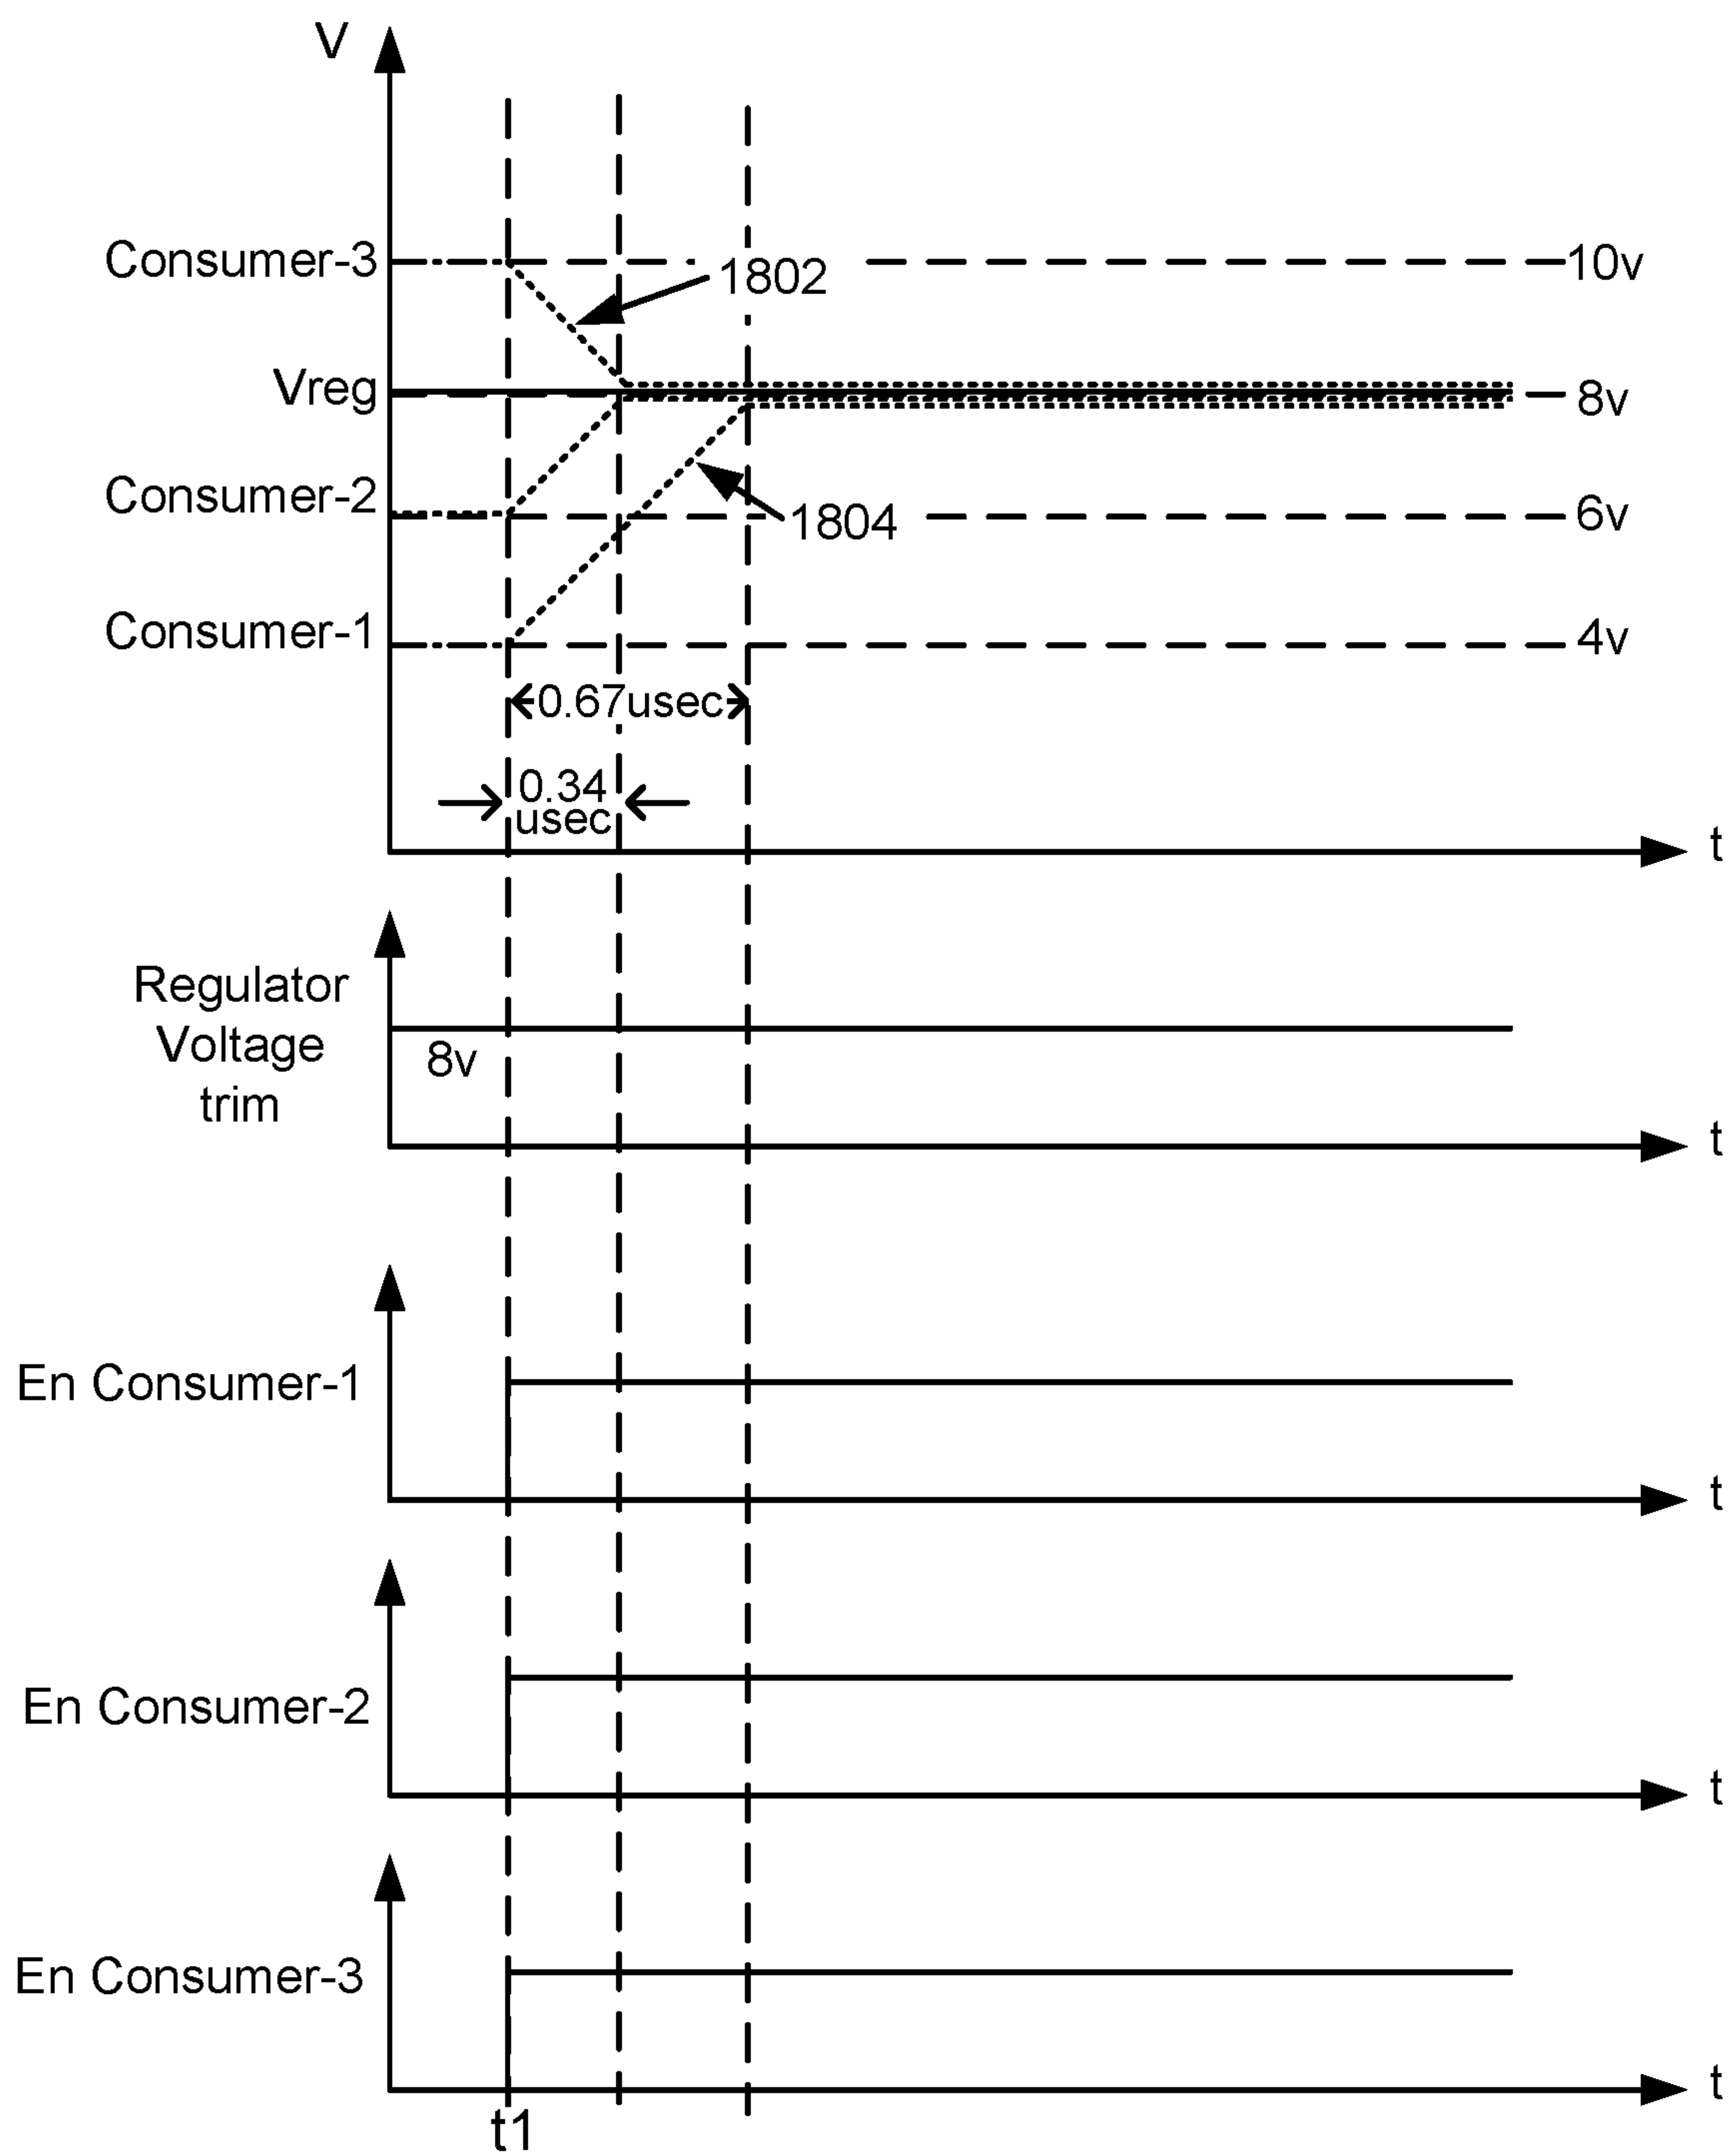 V
Consumer-3
10v
1802
Vreg
8v
Consumer-2
6v
1804
Consumer-1
4v
0.67usec
0.34
usec
t
Regulator
Voltage
trim
8v
t
En Consumer-1
t
En Consumer-2
t
En Consumer-3
t
t1